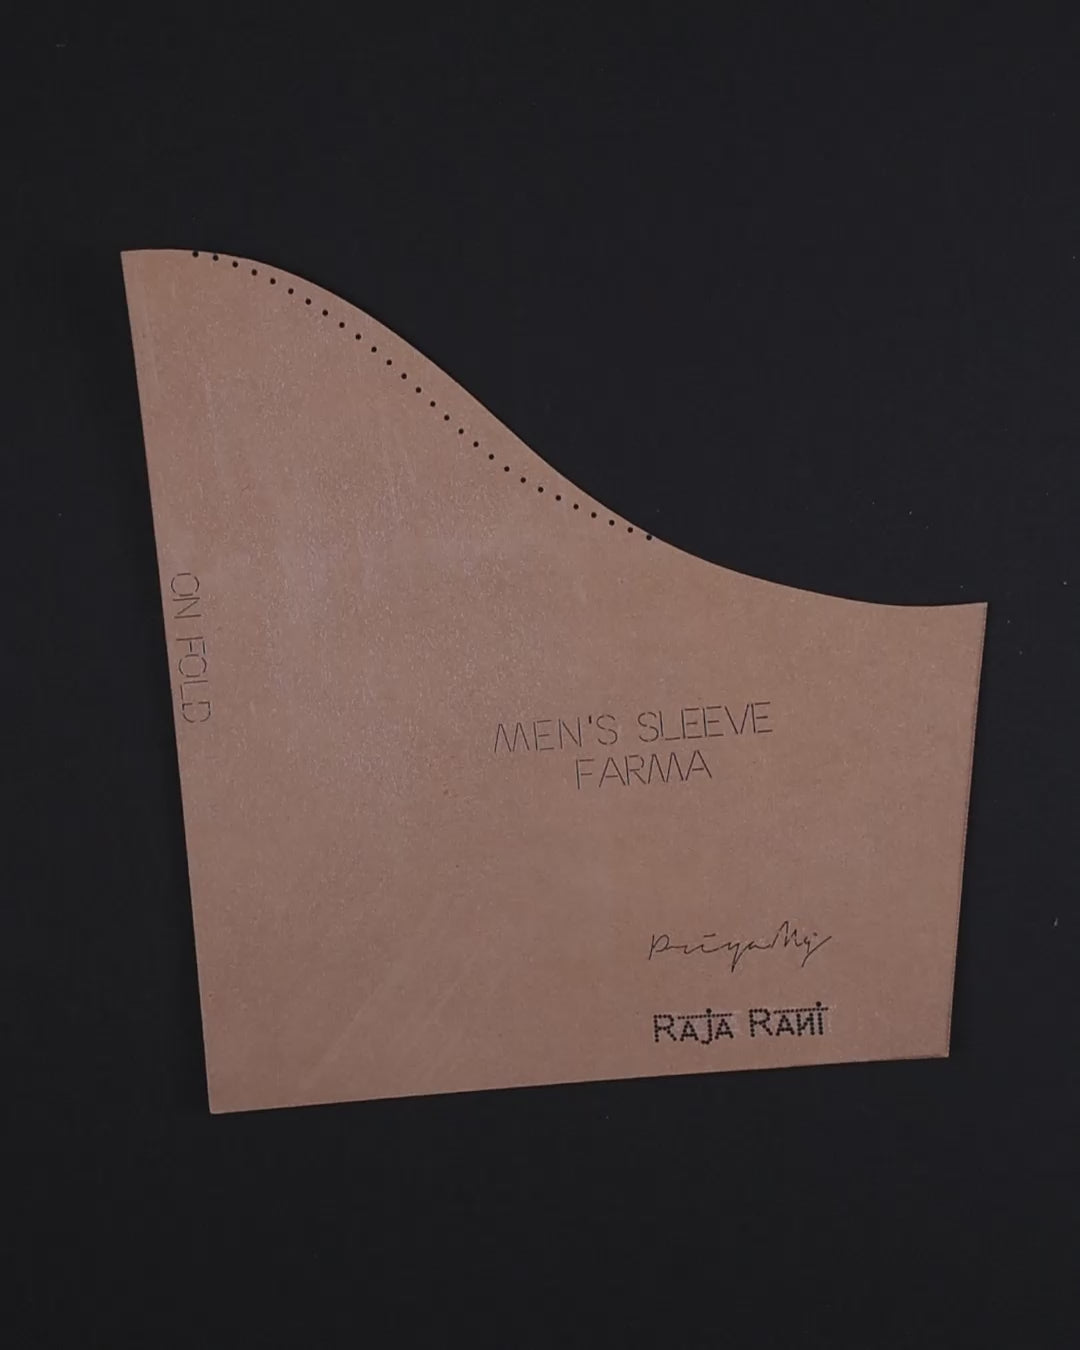 ON FOLD
MEN'S SLEEVE
FARMA
RAJA RANI